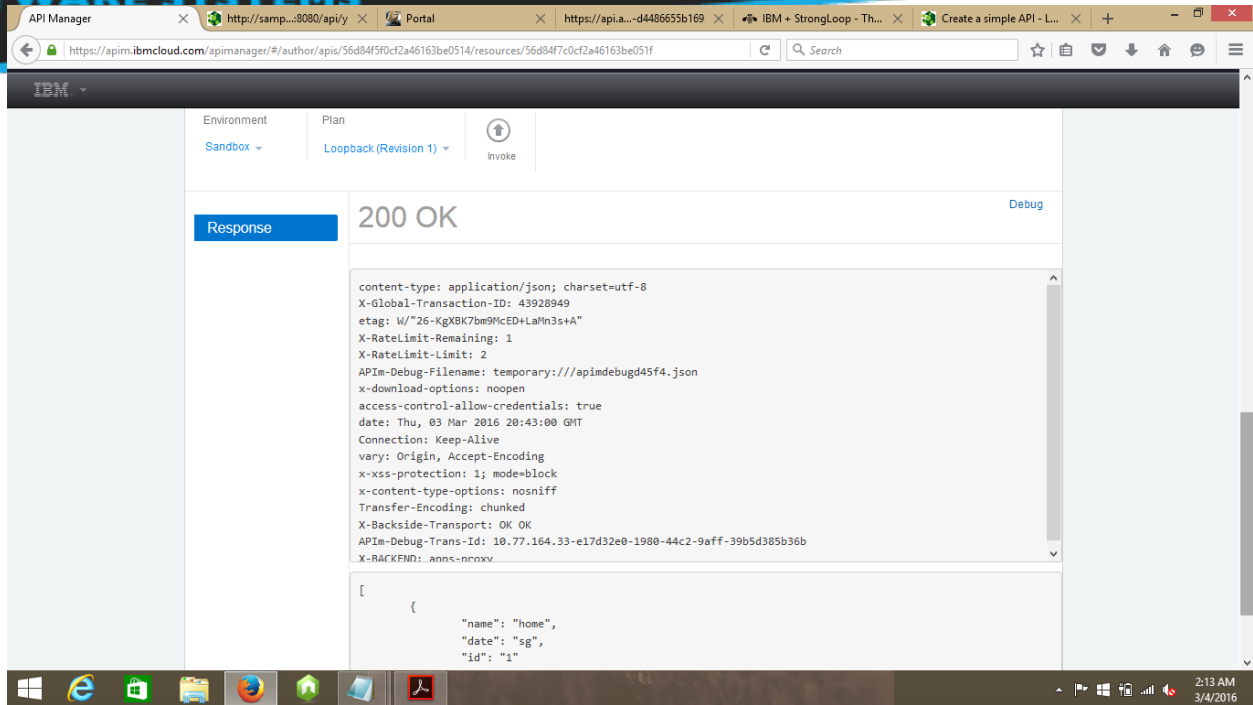 WARE SYSTEMS
API Manager
http://samp...:8080/api/y
Portal
https://api.a...-d4486655b169
IBM + StrongLoop - Th...
Create a simple API - L...
https://apim.ibmcloud.com/apimanager/#/author/apis/56d84f5f0cf2a46163be0514/resources/56d84f7c0cf2a46163be051f
Search
IBM.
Environment
Plan
Sandbox
Loopback (Revision 1)
Invoke
Response
200 OK
Debug
content-type: application/json; charset=utf-8
X-Global-Transaction-ID: 43928949
etag: W/"26-KgXBK7bm9McED+LaMn3s+A"
X-RateLimit-Remaining: 1
X-RateLimit-Limit: 2
APIm-Debug-Filename: temporary:///apimdebugd45f4.json
x-download-options: noopen
access-control-allow-credentials: true
date: Thu, 03 Mar 2016 20:43:00 GMT
Connection: Keep-Alive
vary: Origin, Accept-Encoding
x-xss-protection: 1; mode=block
x-content-type-options: nosniff
Transfer-Encoding: chunked
X-Backside-Transport: OK OK
APIm-Debug-Trans-Id: 10.77.164.33-e17d32e0-1980-44c2-9aff-39b5d385b36b
X-BACKEND: apps-proxy
[
{
"name": "home",
"date": "sg",
"id": "1"
2:13 AM
3/4/2016